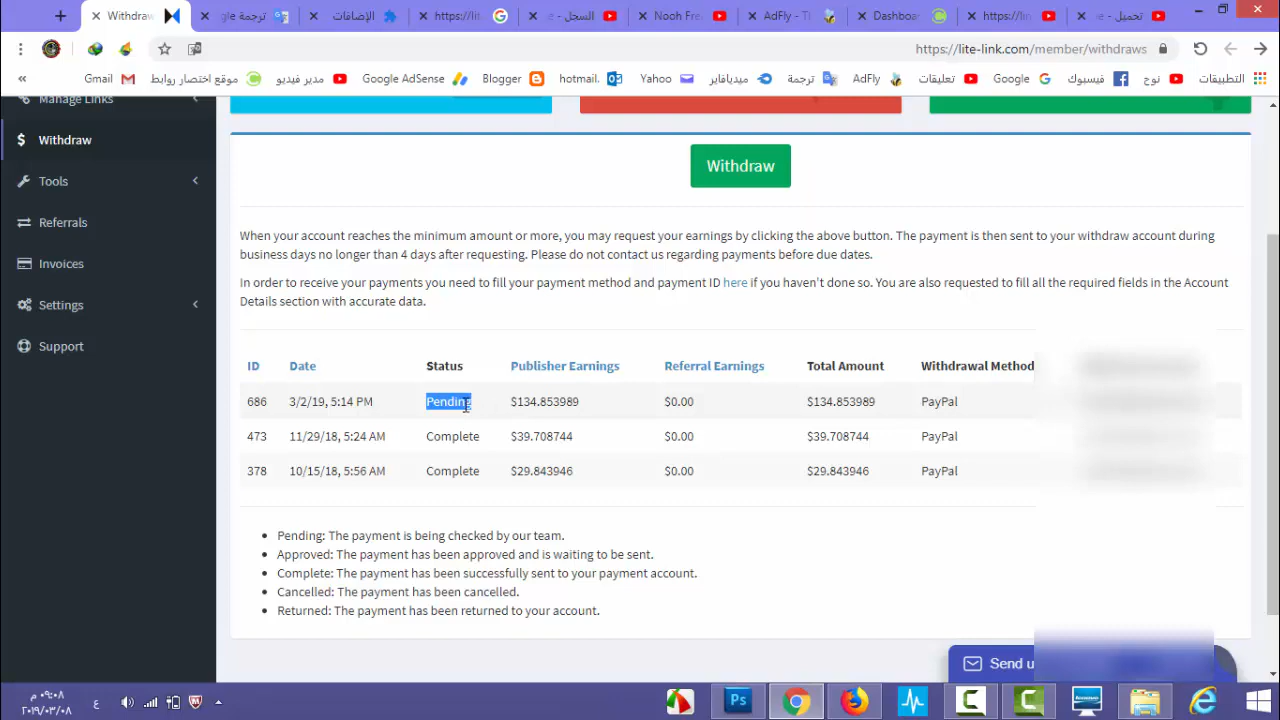 Withdraw
ترجمة gle
الإضافات
https://lit
السجل - e
Nooh Fre
AdFly - Tl
Dashboa
https://lin
تحميل - e
https://lite-link.com/member/withdraws
Gmail
موقع اختصار روابط
مدير فيديو
Google AdSense
Blogger
hotmail.
Yahoo
ميديافاير
ترجمة
AdFly
تعليقات
Google
فيسبوك
نوح
التطبيقات
Manage Links
Withdraw
Tools
Referrals
Invoices
Settings
Support
Withdraw
When your account reaches the minimum amount or more, you may request your earnings by clicking the above button. The payment is then sent to your withdraw account during
business days no longer than 4 days after requesting. Please do not contact us regarding payments before due dates.
In order to receive your payments you need to fill your payment method and payment ID here if you haven't done so. You are also requested to fill all the required fields in the Account
Details section with accurate data.
ID Date Status Publisher Earnings Referral Earnings Total Amount Withdrawal Method
686 3/2/19, 5:14 PM Pending $134.853989 $0.00 $134.853989 PayPal
473 11/29/18, 5:24 AM Complete $39.708744 $0.00 $39.708744 PayPal
378 10/15/18, 5:56 AM Complete $29.843946 $0.00 $29.843946 PayPal
Pending: The payment is being checked by our team.
Approved: The payment has been approved and is waiting to be sent.
Complete: The payment has been successfully sent to your payment account.
Cancelled: The payment has been cancelled.
Returned: The payment has been returned to your account.
Send u
٠٩:٠٨ م
٢٠١٩/٠٣/٠٨
ع
Ps